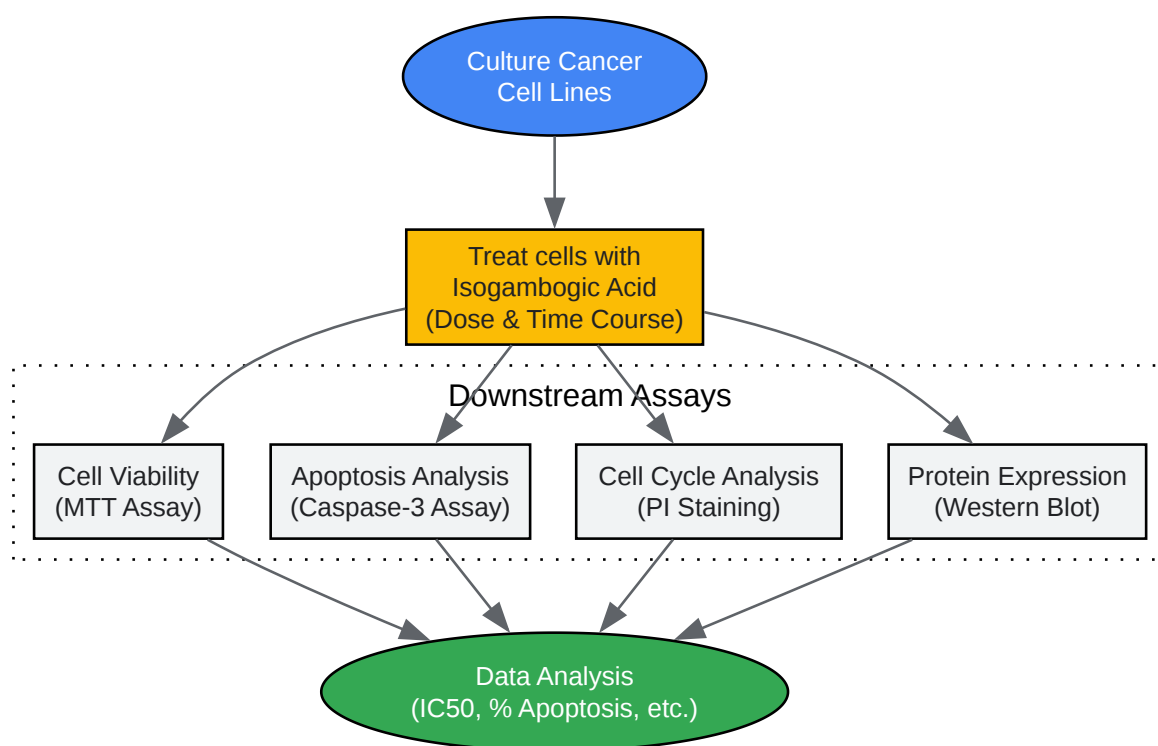 Culture Cancer
Cell Lines
Treat cells with
Isogambogic Acid
(Dose & Time Course)
Downstream Assays
Cell Viability
(MTT Assay)
Apoptosis Analysis
(Caspase-3 Assay)
Cell Cycle Analysis
(PI Staining)
Protein Expression
(Western Blot)
Data Analysis
(IC50, % Apoptosis, etc.)